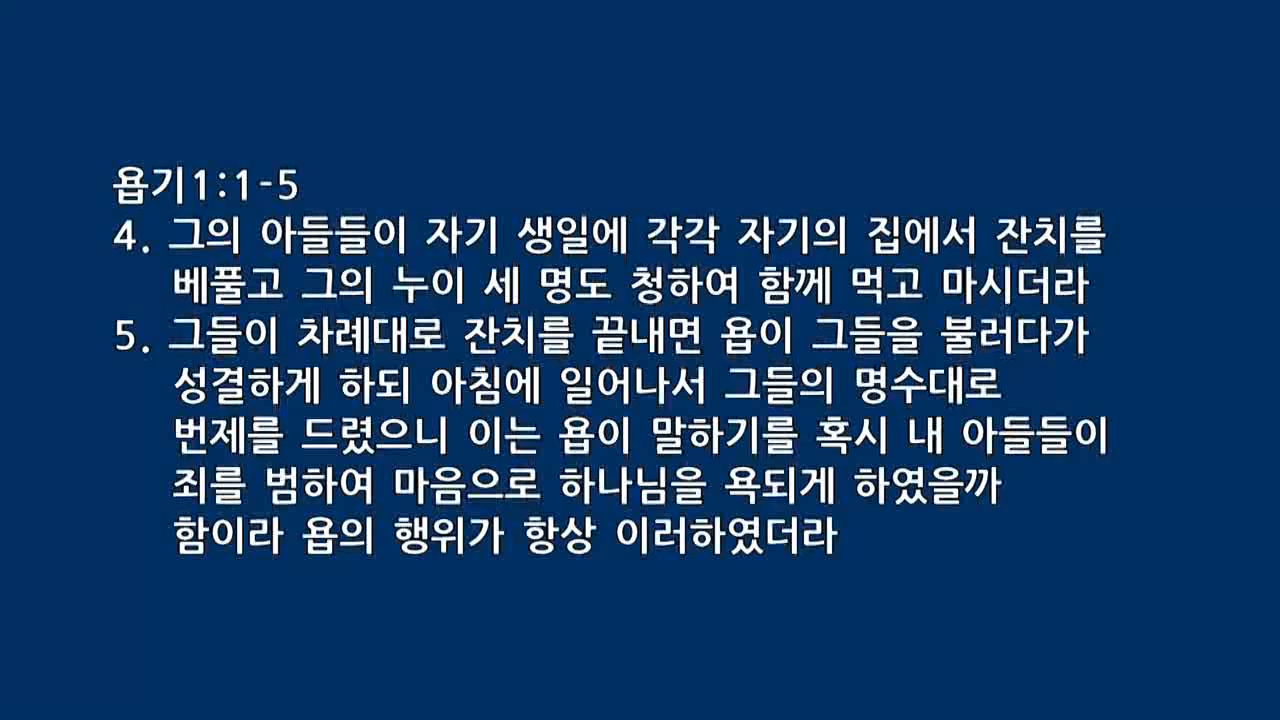 욥기1:1-5
4. 그의 아들들이 자기 생일에 각각 자기의 집에서 잔치를
베풀고 그의 누이 세 명도 청하여 함께 먹고 마시더라
5. 그들이 차례대로 잔치를 끝내면 욥이 그들을 불러다가
성결하게 하되 아침에 일어나서 그들의 명수대로
번제를 드렸으니 이는 욥이 말하기를 혹시 내 아들들이
죄를 범하여 마음으로 하나님을 욕되게 하였을까
함이라 욥의 행위가 항상 이러하였더라